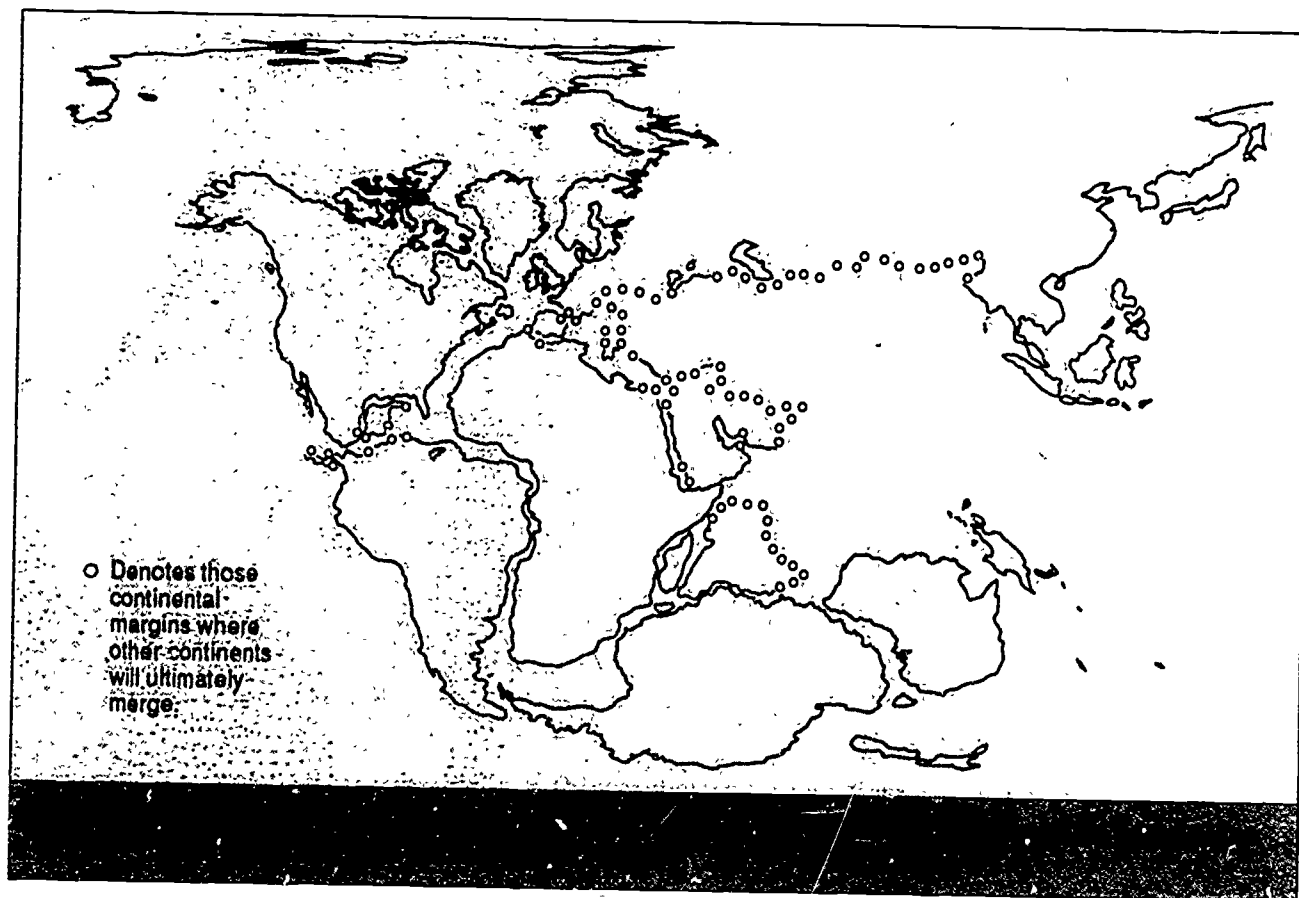 o Denotes those
continental
margins where
other continents
will ultimately
merge.